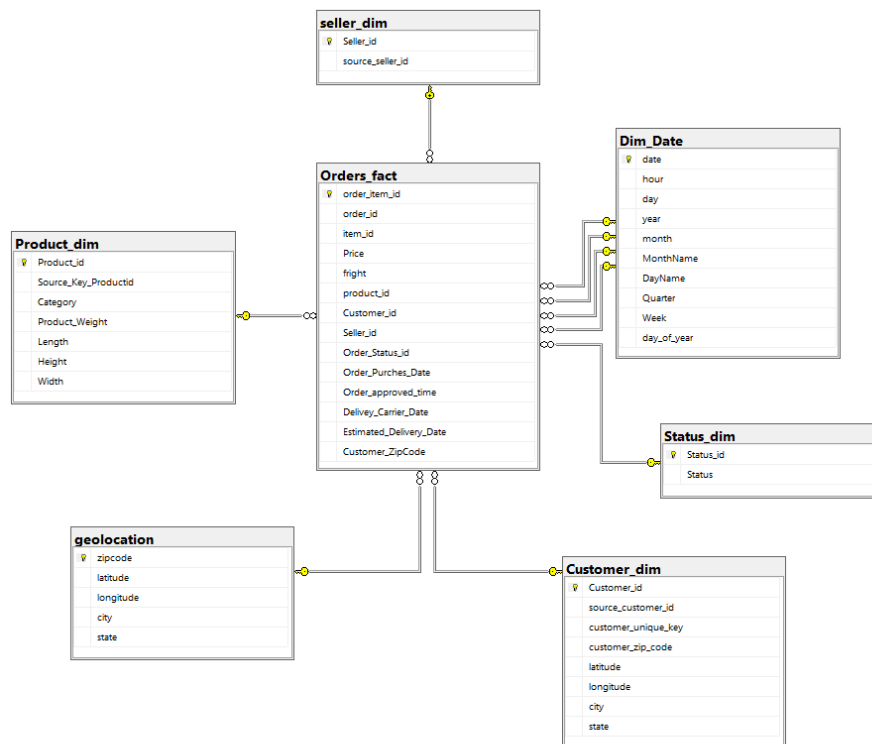 seller_dim
Seller_id
source_seller_id
Dim_Date
date
hour
day
year
month
MonthName
DayName
Quarter
Week
day_of_year
Orders_fact
order_item_id
order_id
item_id
Price
fright
product_id
Customer_id
Seller_id
Order_Status_id
Order_Purches_Date
Order_approved_time
Delivey_Carrier_Date
Estimated_Delivery_Date
Customer_ZipCode
Product_dim
Product_id
Source_Key_Productid
Category
Product_Weight
Length
Height
Width
Status_dim
Status_id
Status
geolocation
zipcode
latitude
longitude
city
state
Customer_dim
Customer_id
source_customer_id
customer_unique_key
customer_zip_code
latitude
longitude
city
state